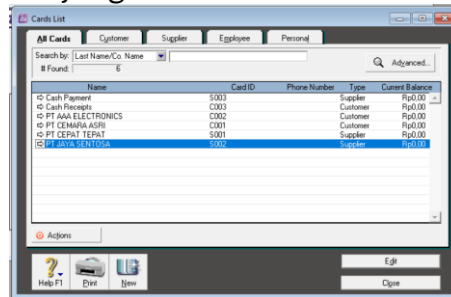 Cards List
All Cards Customer Supplier Employee Personal
Search by: Last Name/Co. Name
# Found: 6
Advanced...
Name Card ID Phone Number Type Current Balance
Cash Payment S003 Supplier Rp0,00
Cash Receipts C003 Customer Rp0,00
PT AAA ELECTRONICS C002 Customer Rp0,00
PT CEMARA ASRI C001 Customer Rp0,00
PT CEPAT TEPAT S001 Supplier Rp0,00
PT JAYA SENTOSA S002 Supplier Rp0,00
Actions
Help F1 Print New
Edit
Close